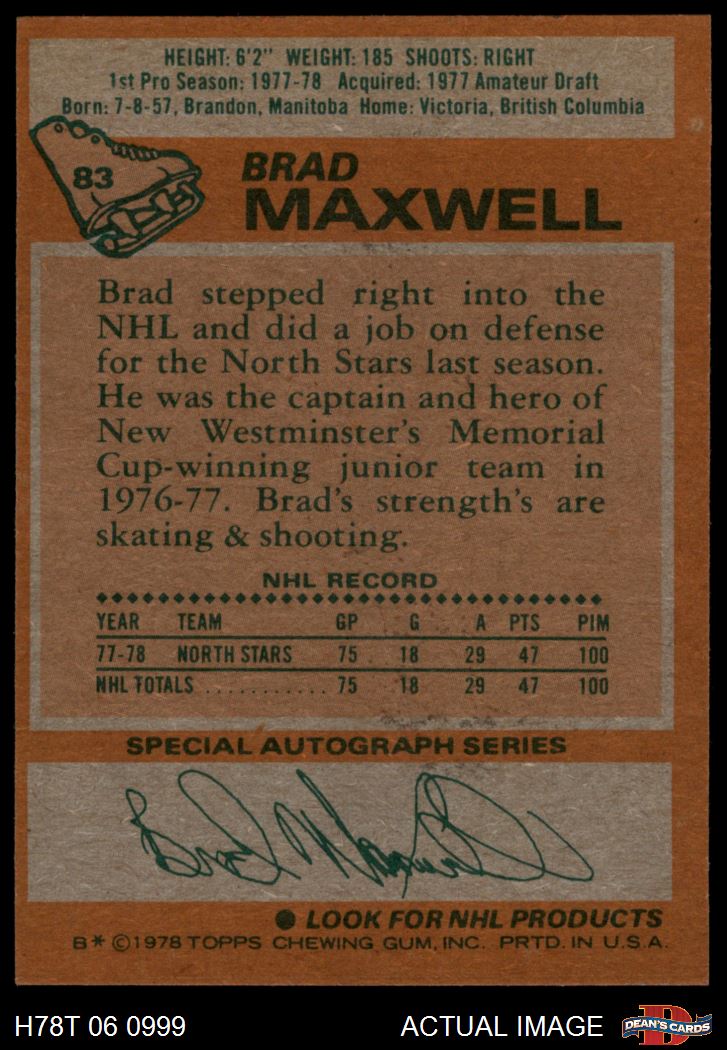 HEIGHT: 6'2" WEIGHT: 185 SHOOTS: RIGHT
1st Pro Season: 1977-78 Acquired: 1977 Amateur Draft
Born: 7-8-57, Brandon, Manitoba Home: Victoria, British Columbia
83
BRAD
MAXWELL
Brad stepped right into the
NHL and did a job on defense
for the North Stars last season.
He was the captain and hero of
New Westminster's Memorial
Cup-winning junior team in
1976-77. Brad's strength's are
skating & shooting.
NHL RECORD
YEAR TEAM GP G A PTS PIM
77-78 NORTH STARS 75 18 29 47 100
NHL TOTALS ........... 75 18 29 47 100
SPECIAL AUTOGRAPH SERIES
Brad Maxwell
● LOOK FOR NHL PRODUCTS
B* ©1978 TOPPS CHEWING GUM, INC. PRTD. IN U.S.A.
H78T 06 0999 ACTUAL IMAGE DEAN'S CARDS